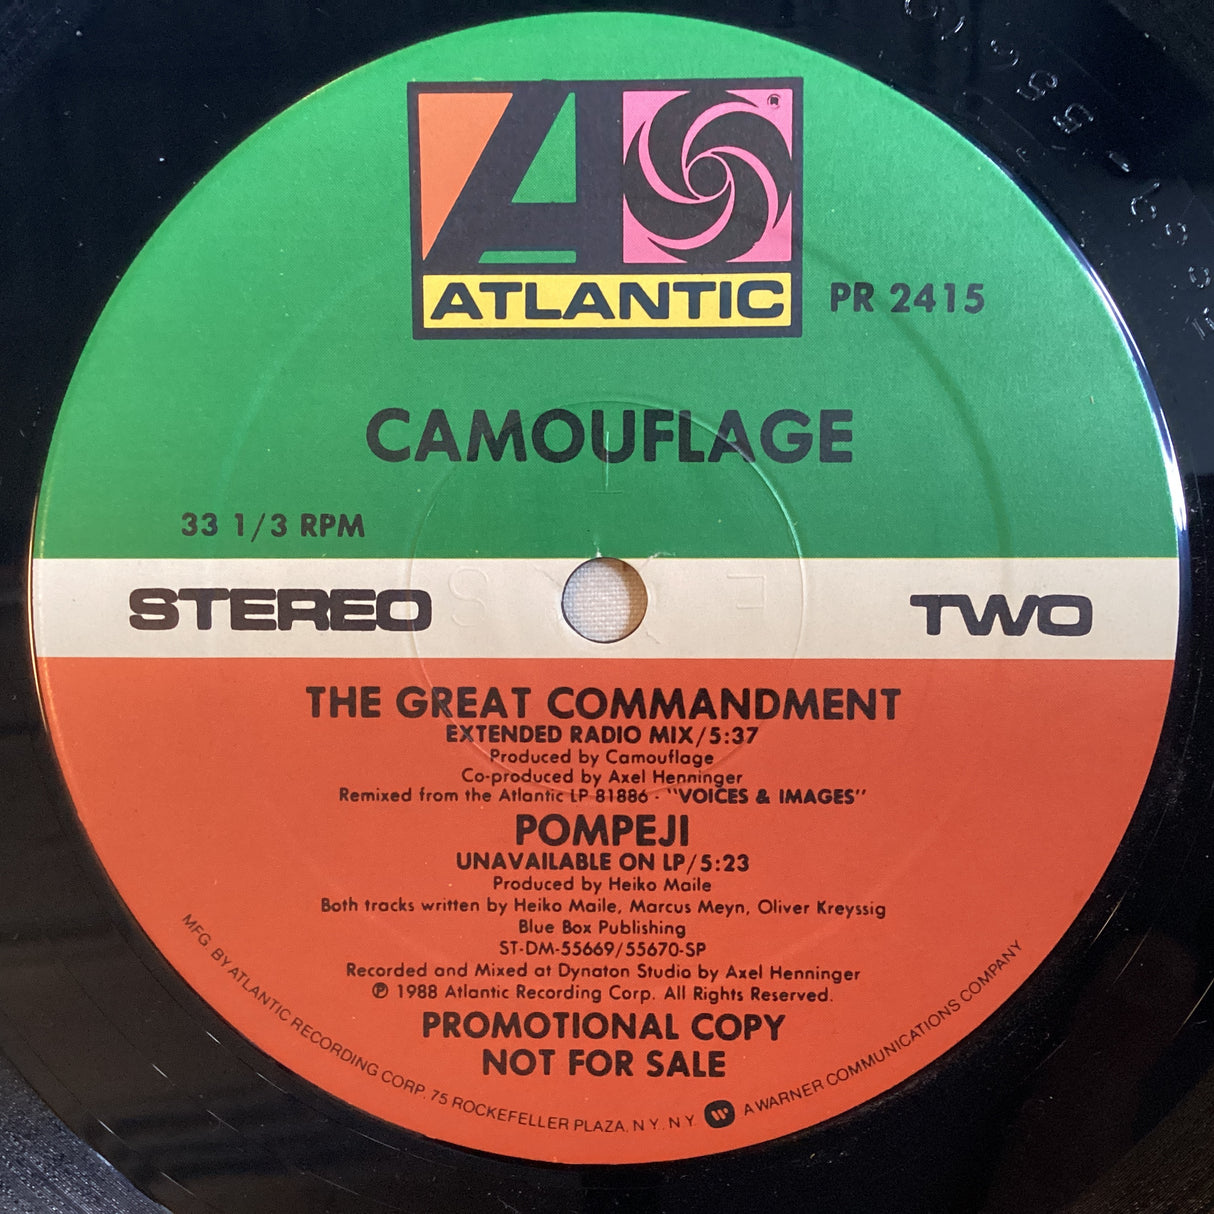 ATLANTIC
PR 2415
CAMOUFLAGE
33 1/3 RPM
STEREO
TWO
THE GREAT COMMANDMENT
EXTENDED RADIO MIX/5:37
Produced by Camouflage
Co-produced by Axel Henninger
Remixed from the Atlantic LP 81886 - "VOICES & IMAGES"
POMPEJI
UNAVAILABLE ON LP/5:23
Produced by Heiko Maile
Both tracks written by Heiko Maile, Marcus Meyn, Oliver Kreyssig
Blue Box Publishing
ST-DM-55669/55670-SP
Recorded and Mixed at Dynaton Studio by Axel Henninger
℗ 1988 Atlantic Recording Corp. All Rights Reserved.
PROMOTIONAL COPY
NOT FOR SALE
MFG. BY ATLANTIC RECORDING CORP. 75 ROCKEFELLER PLAZA, N.Y., N.Y. A WARNER COMMUNICATIONS COMPANY